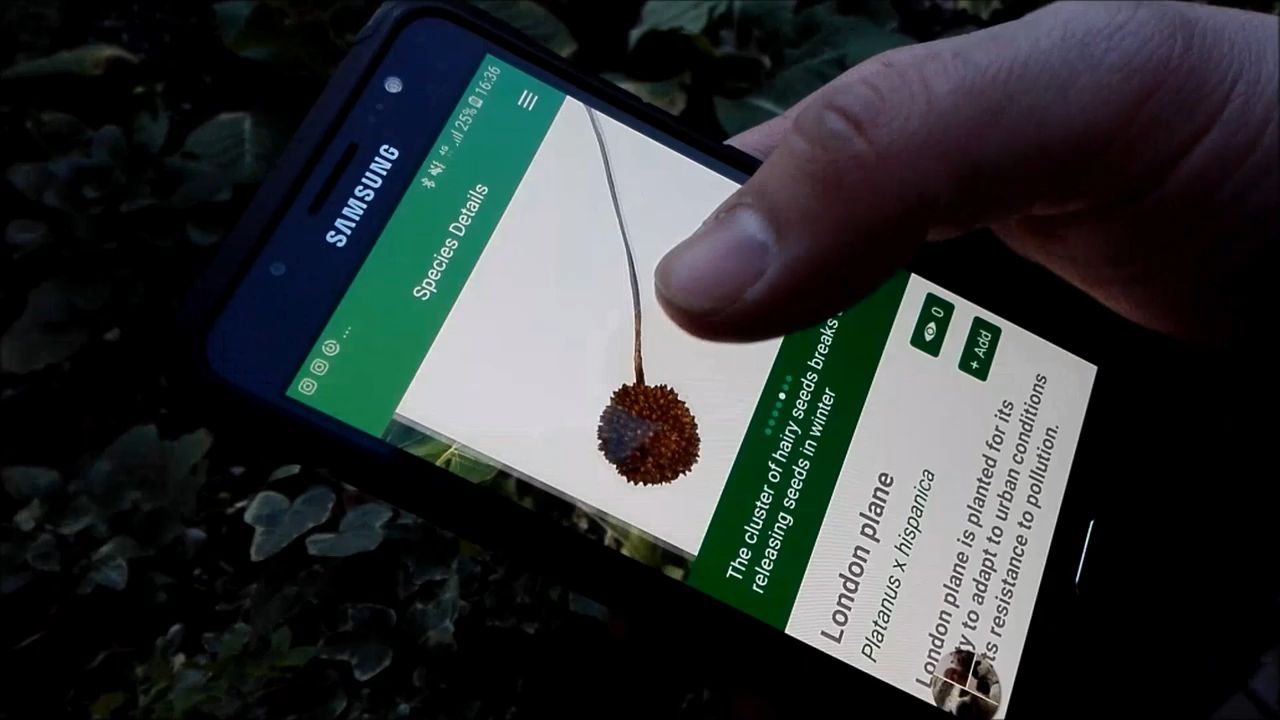 SAMSUNG
4G 25% 16:36
Species Details
The cluster of hairy seeds breaks
releasing seeds in winter
0
+ Add
London plane
Platanus x hispanica
London plane is planted for its
to adapt to urban conditions
resistance to pollution.